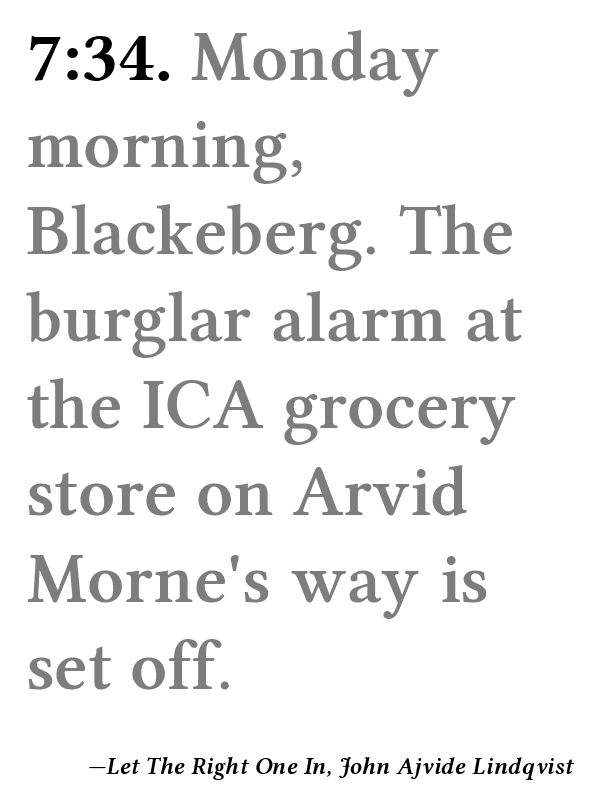 7:34. Monday
morning,
Blackeberg. The
burglar alarm at
the ICA grocery
store on Arvid
Morne's way is
set off.
—Let The Right One In, John Ajvide Lindqvist